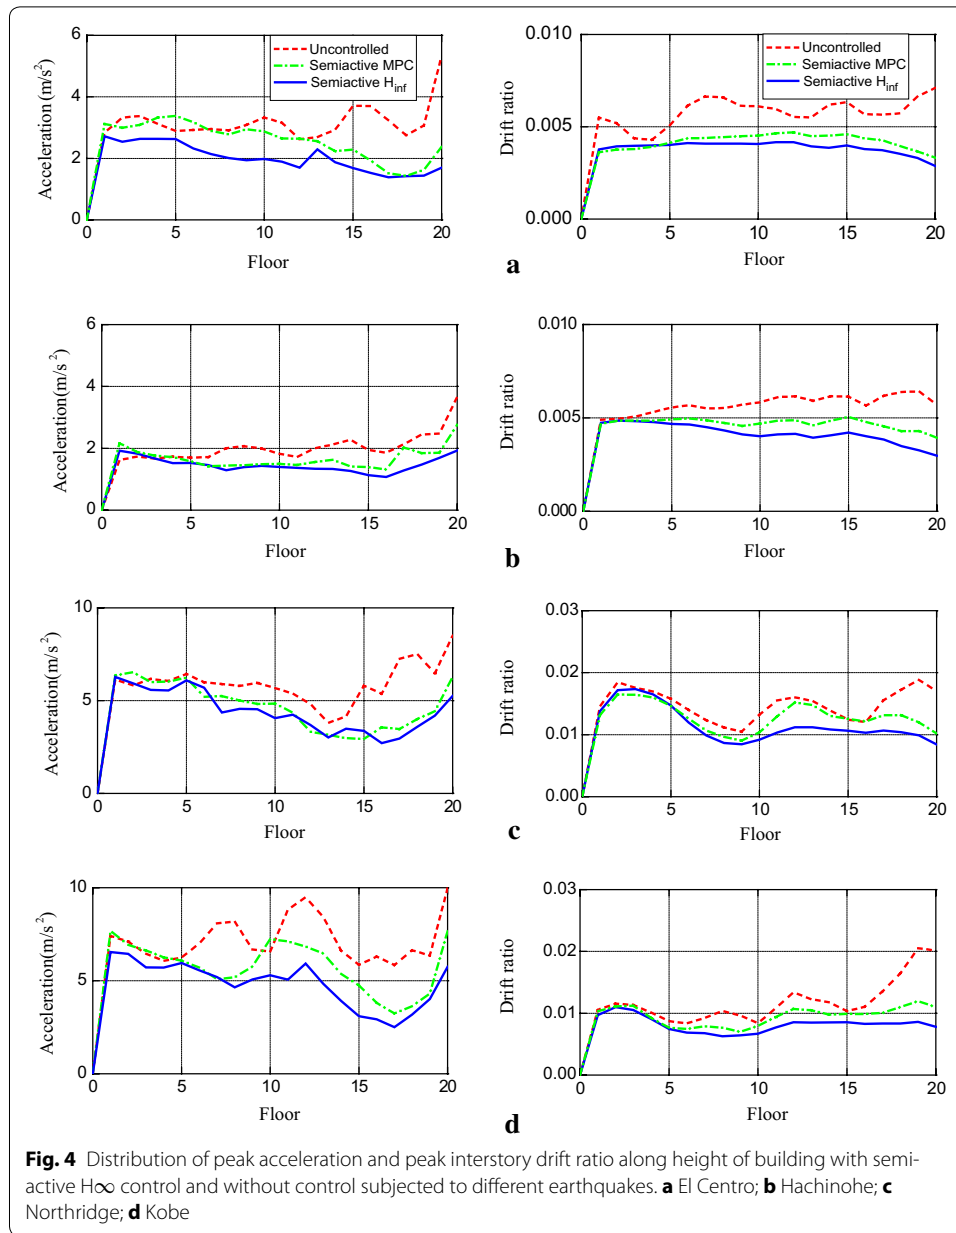 6
4
2
0
Acceleration (m/s²)
0 5 10 15 20
Floor
Uncontrolled
Semiactive MPC
Semiactive H_inf
0.010
0.005
0.000
Drift ratio
0 5 10 15 20
Floor
Uncontrolled
Semiactive MPC
Semiactive H_inf
a
6
4
2
0
Acceleration(m/s²)
0 5 10 15 20
Floor
0.010
0.005
0.000
Drift ratio
0 5 10 15 20
Floor
b
10
5
0
Acceleration(m/s²)
0 5 10 15 20
Floor
0.03
0.02
0.01
0.00
Drift ratio
0 5 10 15 20
Floor
c
10
5
0
Acceleration(m/s²)
0 5 10 15 20
Floor
0.03
0.02
0.01
0.00
Drift ratio
0 5 10 15 20
Floor
d
Fig. 4 Distribution of peak acceleration and peak interstory drift ratio along height of building with semi-
active H∞ control and without control subjected to different earthquakes. a El Centro; b Hachinohe; c
Northridge; d Kobe